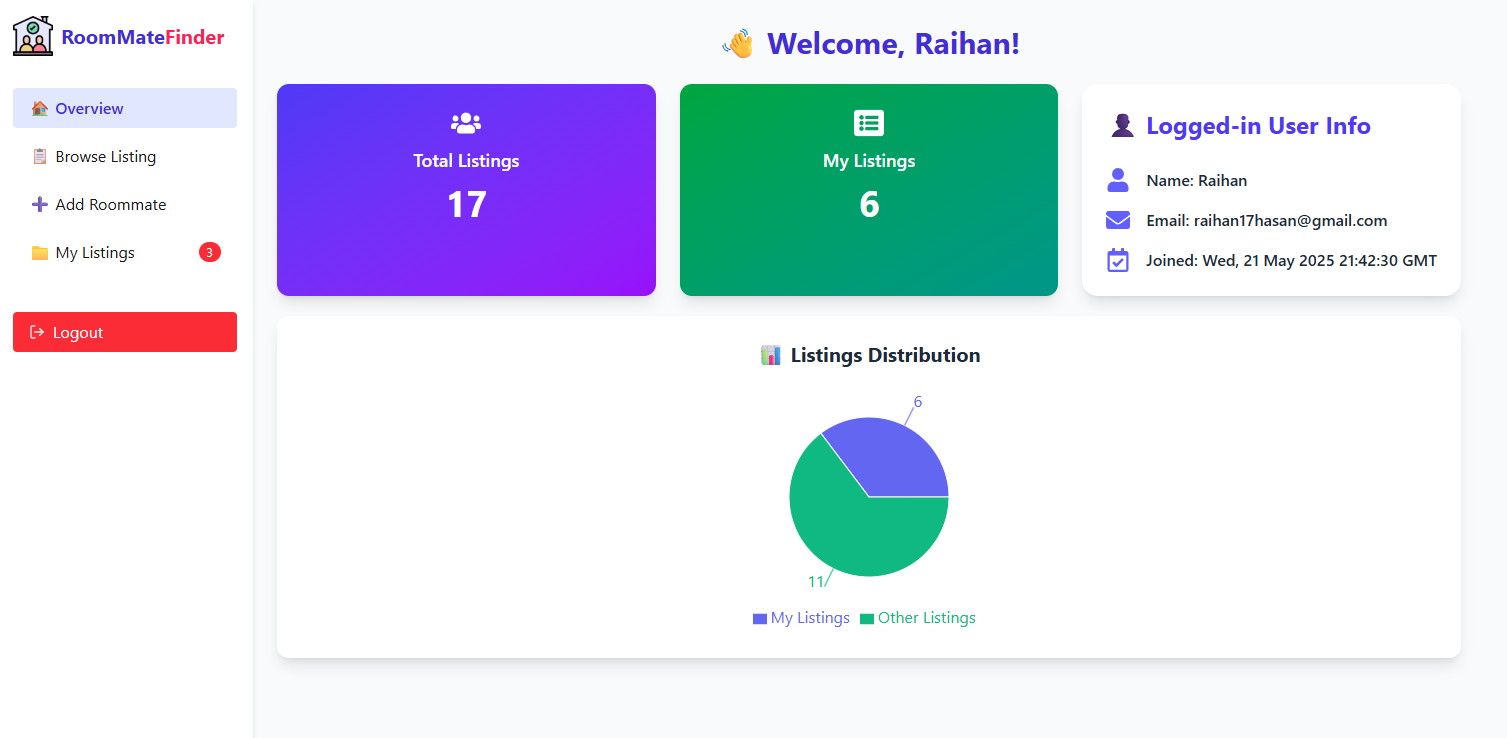 RoomMateFinder
Overview
Browse Listing
Add Roommate
My Listings 3
Logout
Welcome, Raihan!
Total Listings
17
My Listings
6
Logged-in User Info
Name: Raihan
Email: raihan17hasan@gmail.com
Joined: Wed, 21 May 2025 21:42:30 GMT
Listings Distribution
6
11
My Listings Other Listings